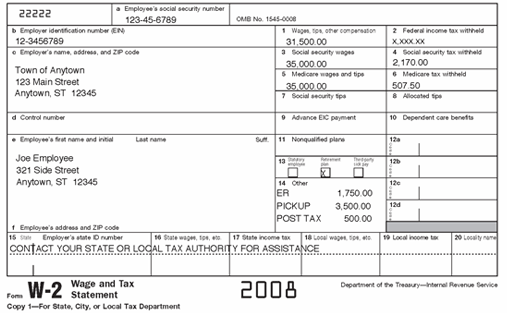 22222
a Employee's social security number
123-45-6789
OMB No. 1545-0008
b Employer identification number (EIN)
12-3456789
1 Wages, tips, other compensation
31,500.00
2 Federal income tax withheld
X,XXX.XX
c Employer's name, address, and ZIP code
Town of Anytown
123 Main Street
Anytown, ST 12345
3 Social security wages
35,000.00
4 Social security tax withheld
2,170.00
5 Medicare wages and tips
35,000.00
6 Medicare tax withheld
507.50
7 Social security tips
8 Allocated tips
d Control number
9 Advance EIC payment
10 Dependent care benefits
e Employee's first name and initial
Last name
Suff.
Joe Employee
321 Side Street
Anytown, ST 12345
11 Nonqualified plans
12a
13 Statutory employee
Retirement plan
Third-party sick pay
X
12b
14 Other
ER 1,750.00
PICKUP 3,500.00
POST TAX 500.00
12c
12d
f Employee's address and ZIP code
15 State
Employer's state ID number
16 State wages, tips, etc.
17 State income tax
18 Local wages, tips, etc.
19 Local income tax
20 Locality name
CONTACT YOUR STATE OR LOCAL TAX AUTHORITY FOR ASSISTANCE
Form W-2 Wage and Tax
Statement
2008
Department of the Treasury—Internal Revenue Service
Copy 1—For State, City, or Local Tax Department